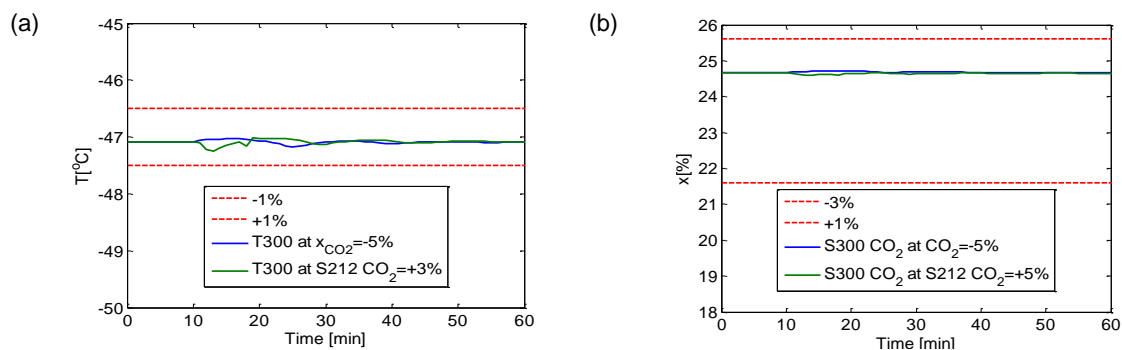 (a)
-45
-46
-47
-48
-49
-50
T[°C]
0 10 20 30 40 50 60
Time [min]
-1%
+1%
T300 at xCO2=-5%
T300 at S212 CO2=+3%
(b)
26
25
24
23
22
21
20
19
18
x[%]
0 10 20 30 40 50 60
Time [min]
-3%
+1%
S300 CO2 at CO2=-5%
S300 CO2 at S212 CO2=+5%